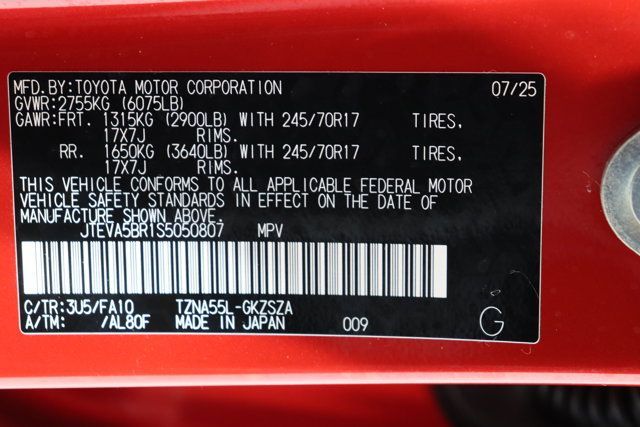 MFD.BY:TOYOTA MOTOR CORPORATION 07/25
GVWR:2755KG (6075LB)
GAWR:FRT. 1315KG (2900LB) WITH 245/70R17 TIRES,
17X7J RIMS.
RR. 1650KG (3640LB) WITH 245/70R17 TIRES,
17X7J RIMS.
THIS VEHICLE CONFORMS TO ALL APPLICABLE FEDERAL MOTOR
VEHICLE SAFETY STANDARDS IN EFFECT ON THE DATE OF
MANUFACTURE SHOWN ABOVE.
JTEVA5BR1S5050807 MPV
C/TR:3U5/FA10 TZNA55L-GKZSZA
A/TM: /AL80F MADE IN JAPAN 009 G